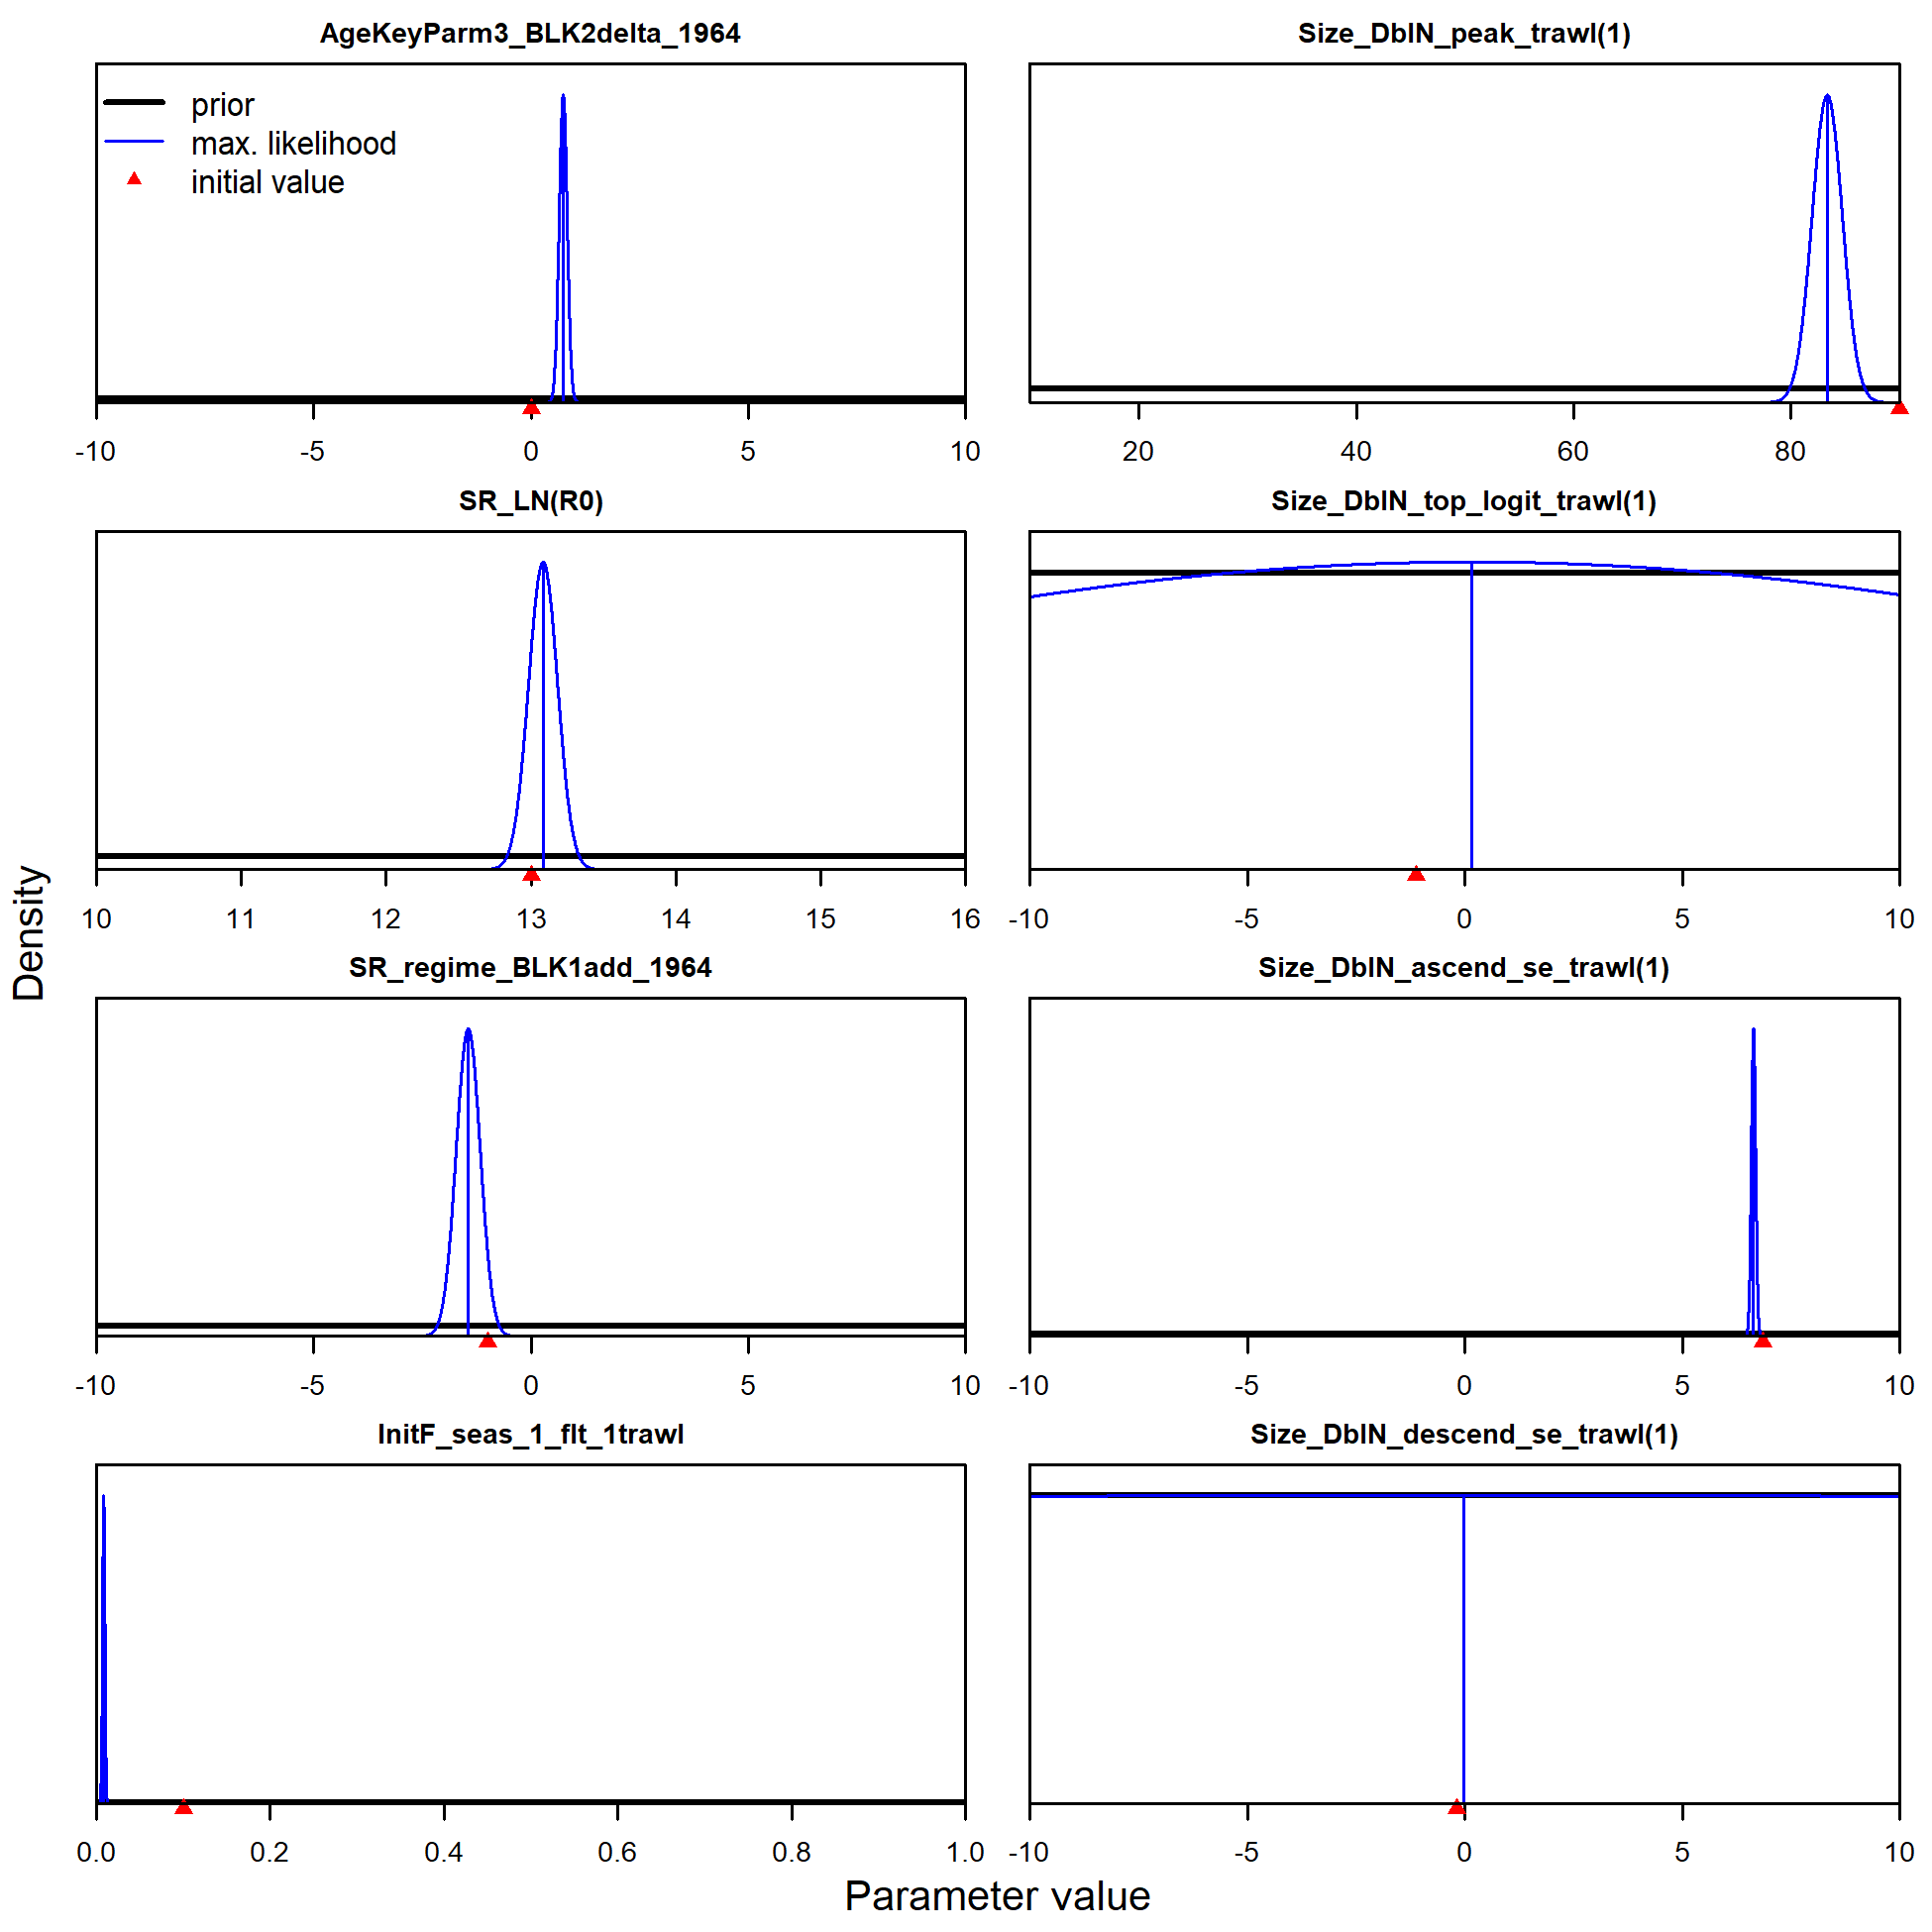 AgeKeyParm3_BLK2delta_1964
prior
max. likelihood
initial value
-10 -5 0 5 10
Size_DblN_peak_trawl(1)
20 40 60 80
SR_LN(R0)
10 11 12 13 14 15 16
Size_DblN_top_logit_trawl(1)
-10 -5 0 5 10
SR_regime_BLK1add_1964
-10 -5 0 5 10
Size_DblN_ascend_se_trawl(1)
-10 -5 0 5 10
InitF_seas_1_flt_1trawl
0.0 0.2 0.4 0.6 0.8 1.0
Size_DblN_descend_se_trawl(1)
-10 -5 0 5 10
Density
Parameter value